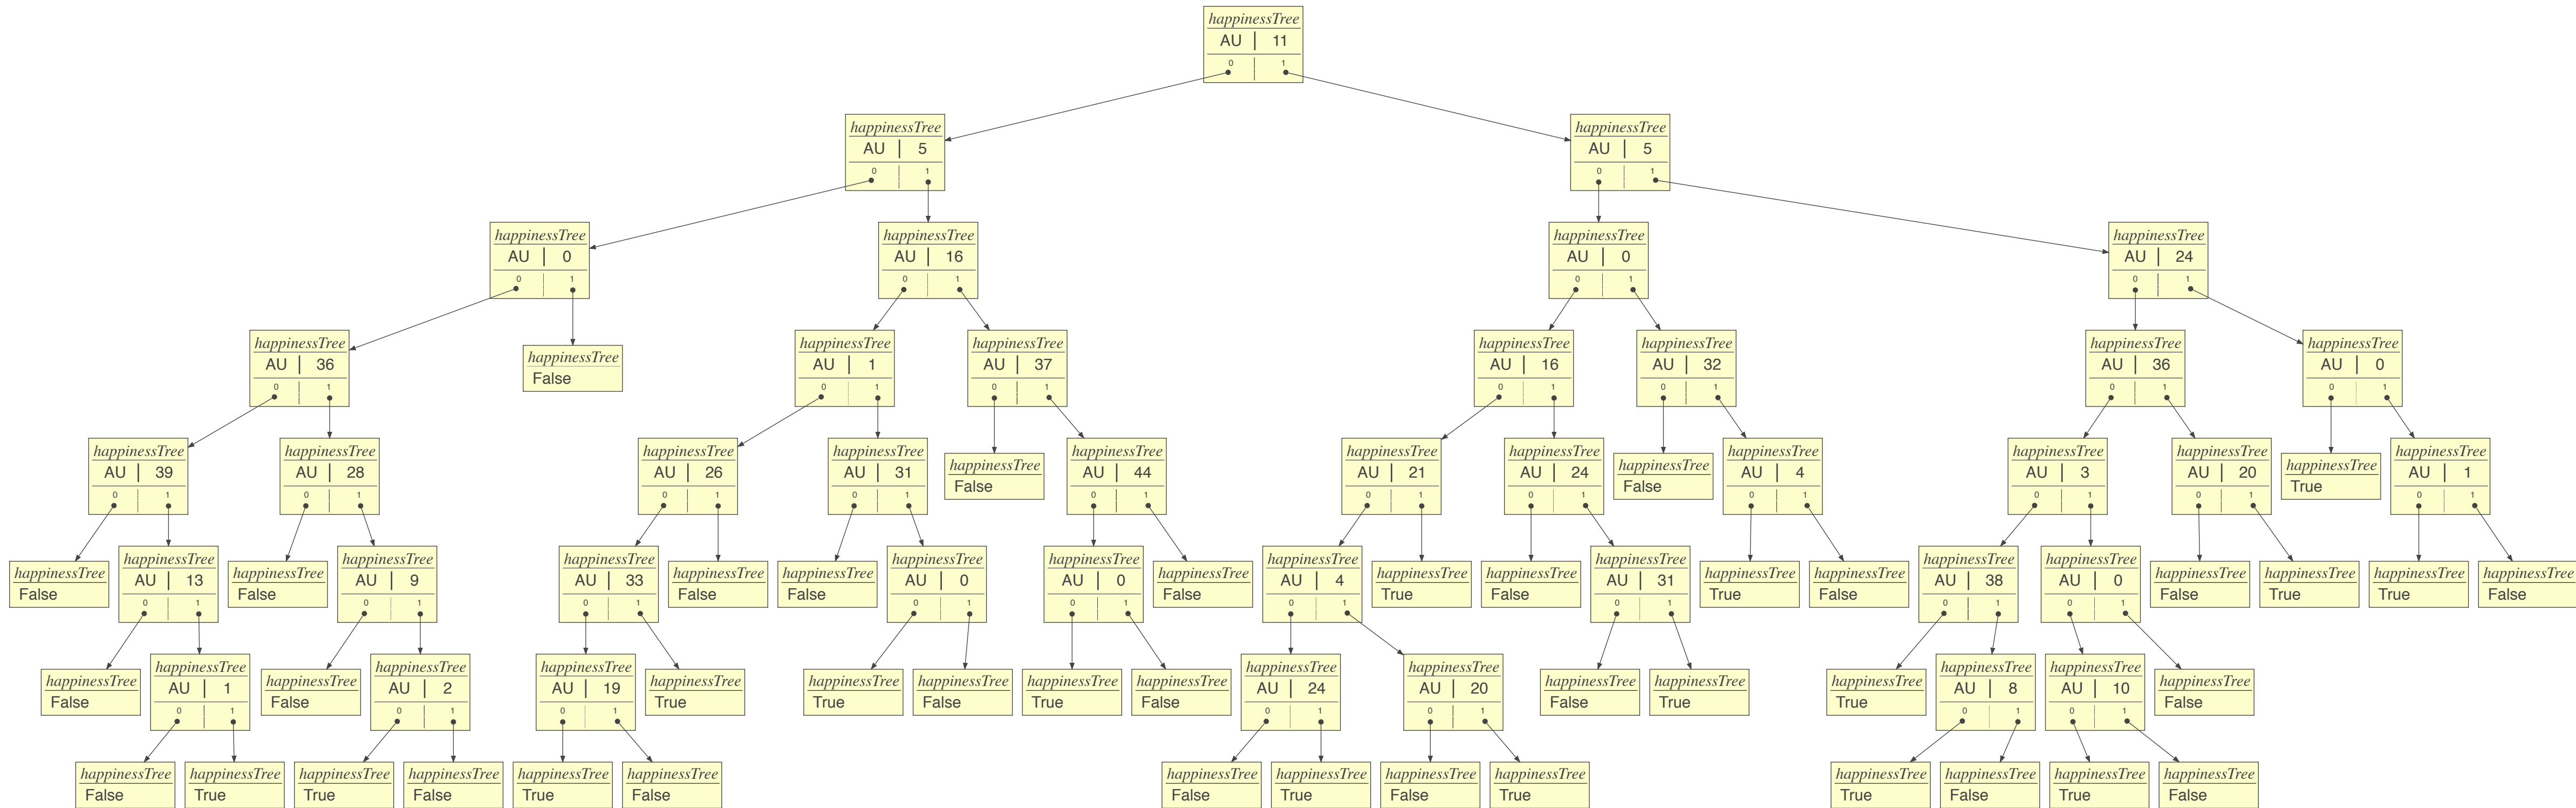 happinessTree
AU 11
0 1
happinessTree
AU 5
0 1
happinessTree
AU 5
0 1
happinessTree
AU 0
0 1
happinessTree
AU 16
0 1
happinessTree
AU 0
0 1
happinessTree
AU 24
0 1
happinessTree
AU 36
0 1
happinessTree
False
happinessTree
AU 1
0 1
happinessTree
AU 37
0 1
happinessTree
AU 16
0 1
happinessTree
AU 32
0 1
happinessTree
AU 36
0 1
happinessTree
AU 0
0 1
happinessTree
AU 39
0 1
happinessTree
AU 28
0 1
happinessTree
AU 26
0 1
happinessTree
AU 31
0 1
happinessTree
False
happinessTree
AU 44
0 1
happinessTree
AU 21
0 1
happinessTree
AU 24
0 1
happinessTree
False
happinessTree
AU 4
0 1
happinessTree
AU 3
0 1
happinessTree
AU 20
0 1
happinessTree
True
happinessTree
AU 1
0 1
happinessTree
False
happinessTree
AU 13
0 1
happinessTree
False
happinessTree
AU 9
0 1
happinessTree
AU 33
0 1
happinessTree
False
happinessTree
False
happinessTree
AU 0
0 1
happinessTree
AU 0
0 1
happinessTree
False
happinessTree
AU 4
0 1
happinessTree
True
happinessTree
False
happinessTree
AU 31
0 1
happinessTree
True
happinessTree
False
happinessTree
AU 38
0 1
happinessTree
AU 0
0 1
happinessTree
False
happinessTree
True
happinessTree
True
happinessTree
False
happinessTree
False
happinessTree
AU 1
0 1
happinessTree
False
happinessTree
AU 2
0 1
happinessTree
AU 19
0 1
happinessTree
True
happinessTree
True
happinessTree
False
happinessTree
True
happinessTree
False
happinessTree
AU 24
0 1
happinessTree
AU 20
0 1
happinessTree
False
happinessTree
True
happinessTree
True
happinessTree
AU 8
0 1
happinessTree
AU 10
0 1
happinessTree
False
happinessTree
False
happinessTree
True
happinessTree
True
happinessTree
False
happinessTree
True
happinessTree
False
happinessTree
False
happinessTree
True
happinessTree
False
happinessTree
True
happinessTree
True
happinessTree
False
happinessTree
True
happinessTree
False